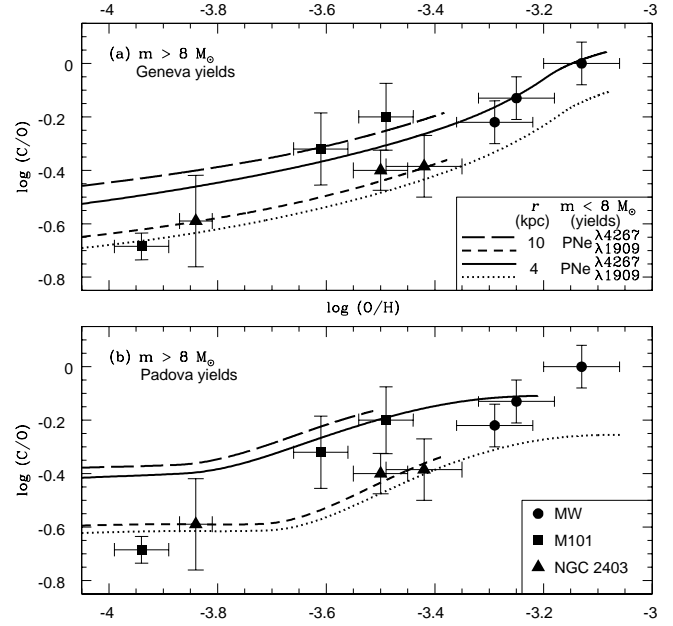 -4 -3.8 -3.6 -3.4 -3.2 -3
(a) m > 8 M⊙
Geneva yields
0
-0.2
-0.4
-0.6
-0.8
log (C/O)
r m < 8 M⊙
(kpc) (yields)
10 PNe λ4267
λ1909
4 PNe λ4267
λ1909
log (O/H)
(b) m > 8 M⊙
Padova yields
0
-0.2
-0.4
-0.6
-0.8
log (C/O)
MW
M101
NGC 2403
-4 -3.8 -3.6 -3.4 -3.2 -3